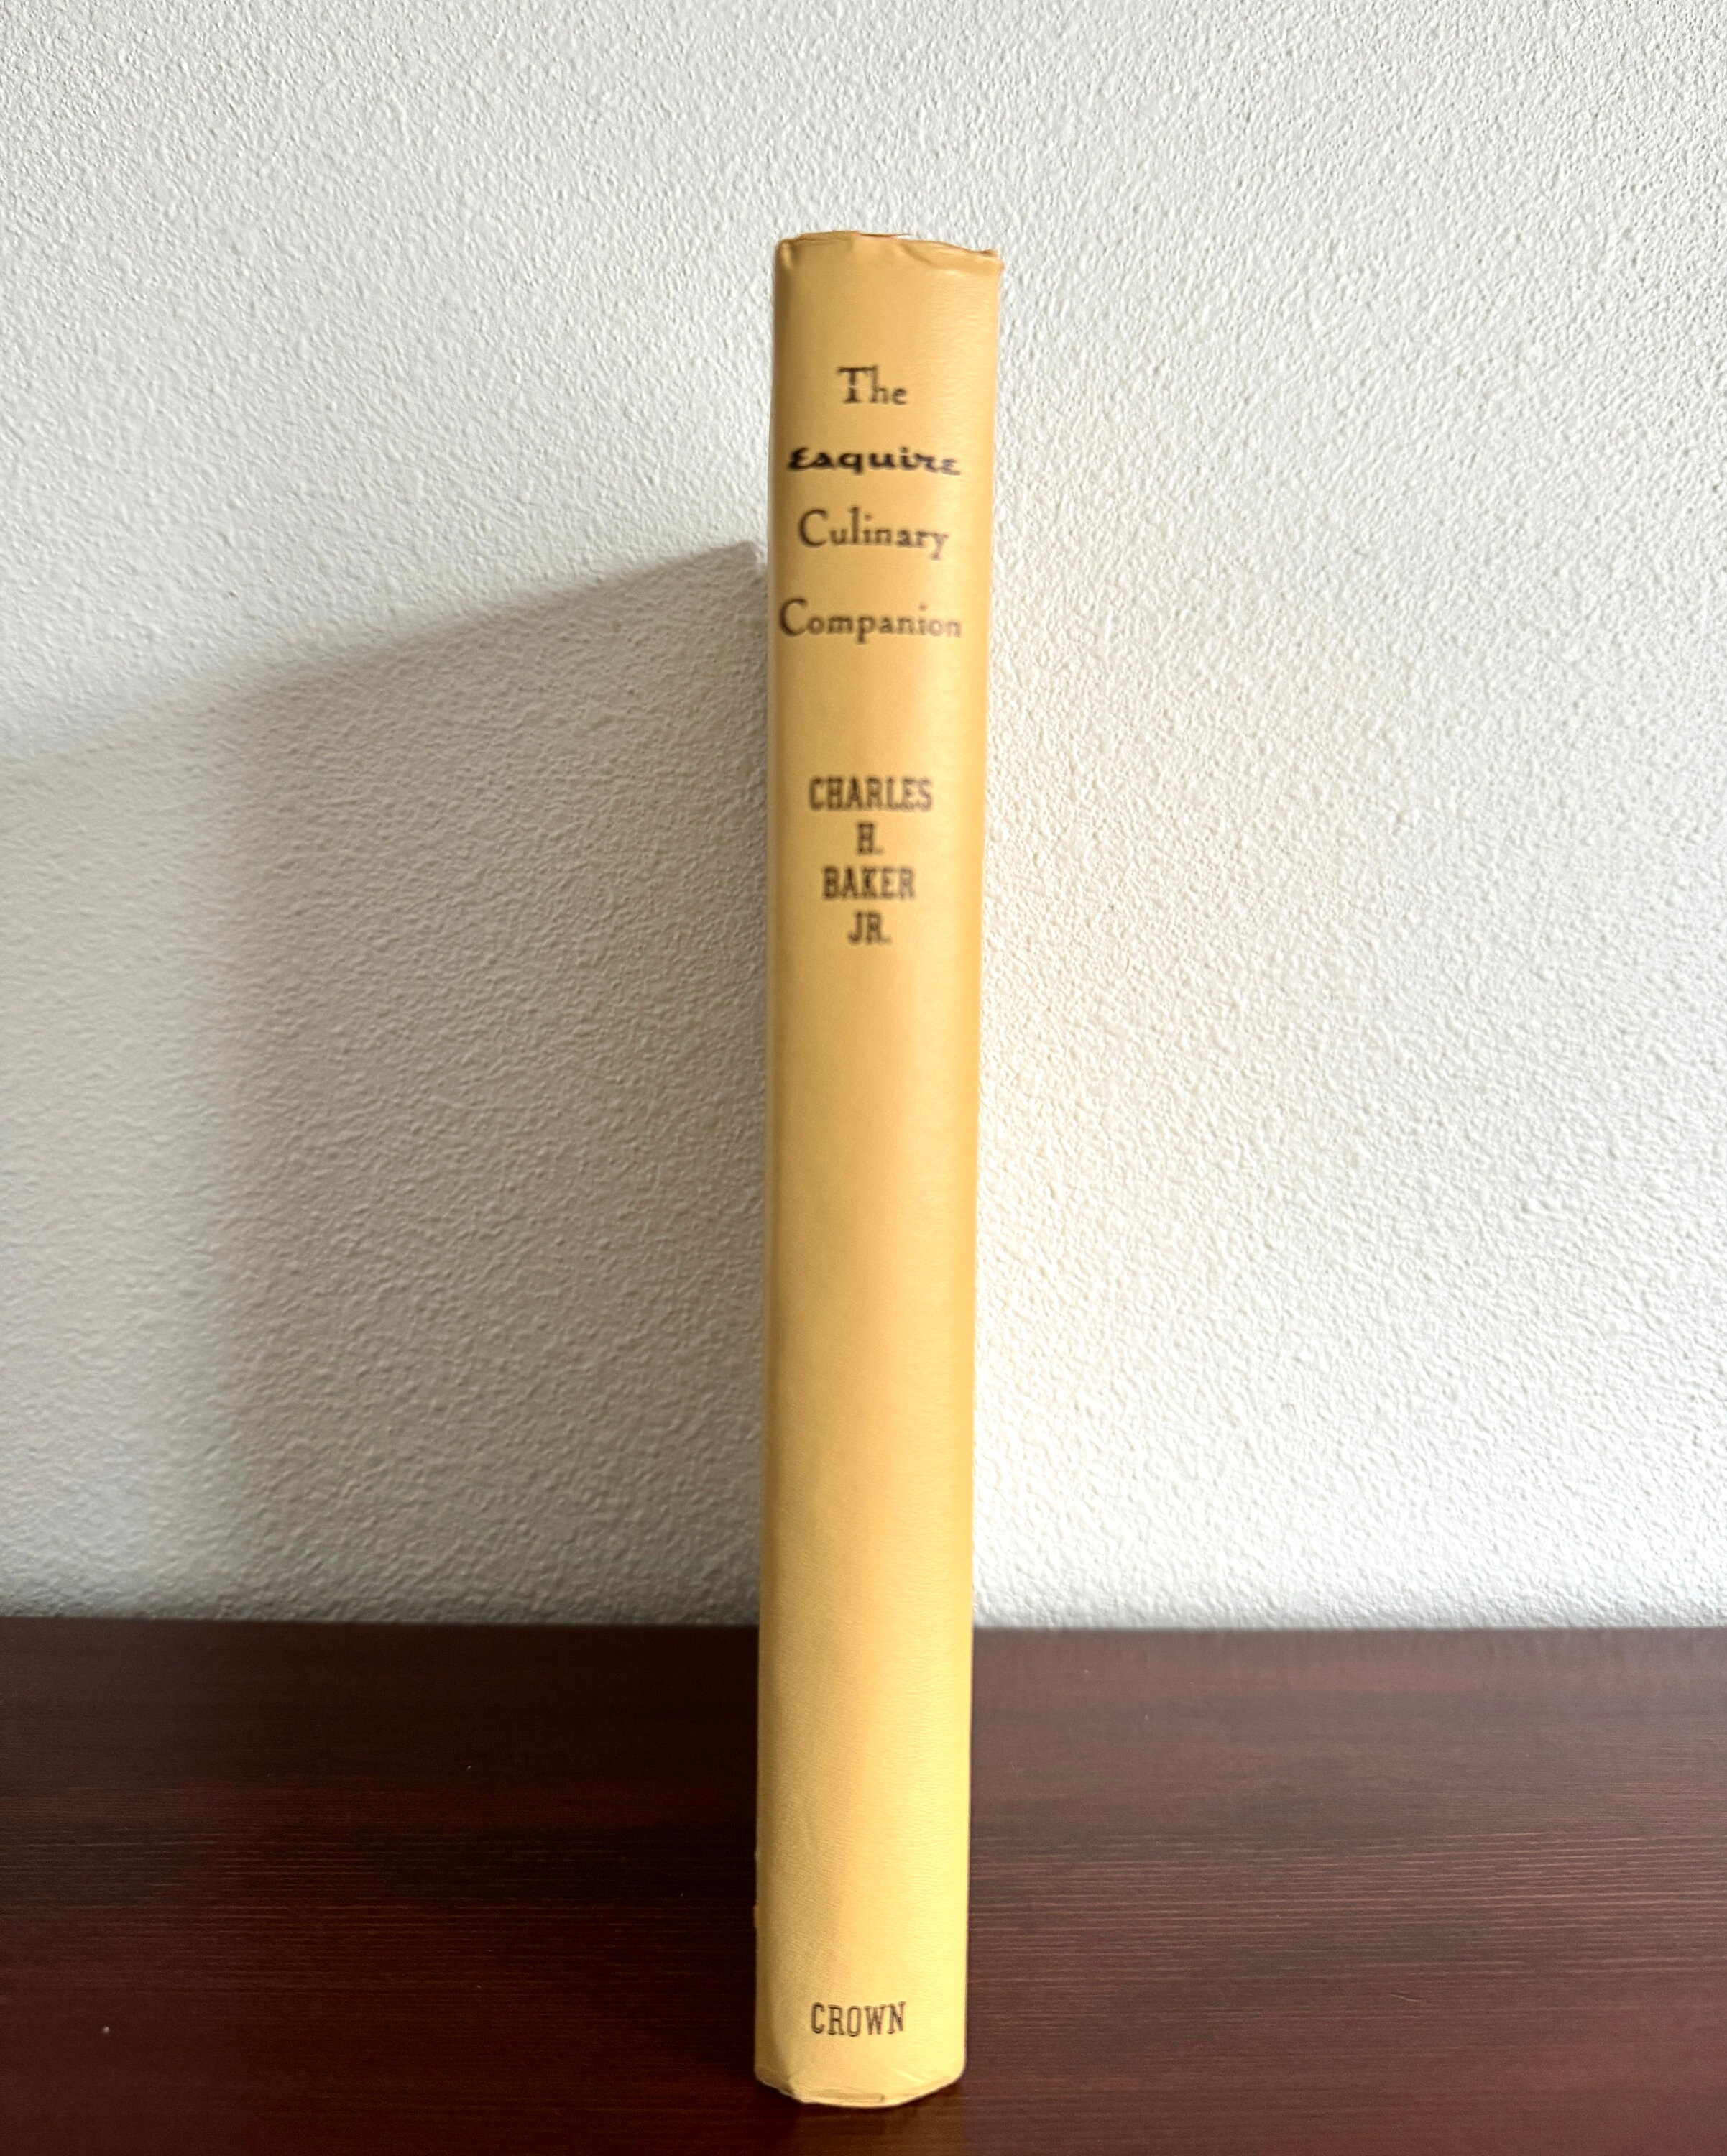 The
Esquire
Culinary
Companion
CHARLES
H.
BAKER
JR.
CROWN